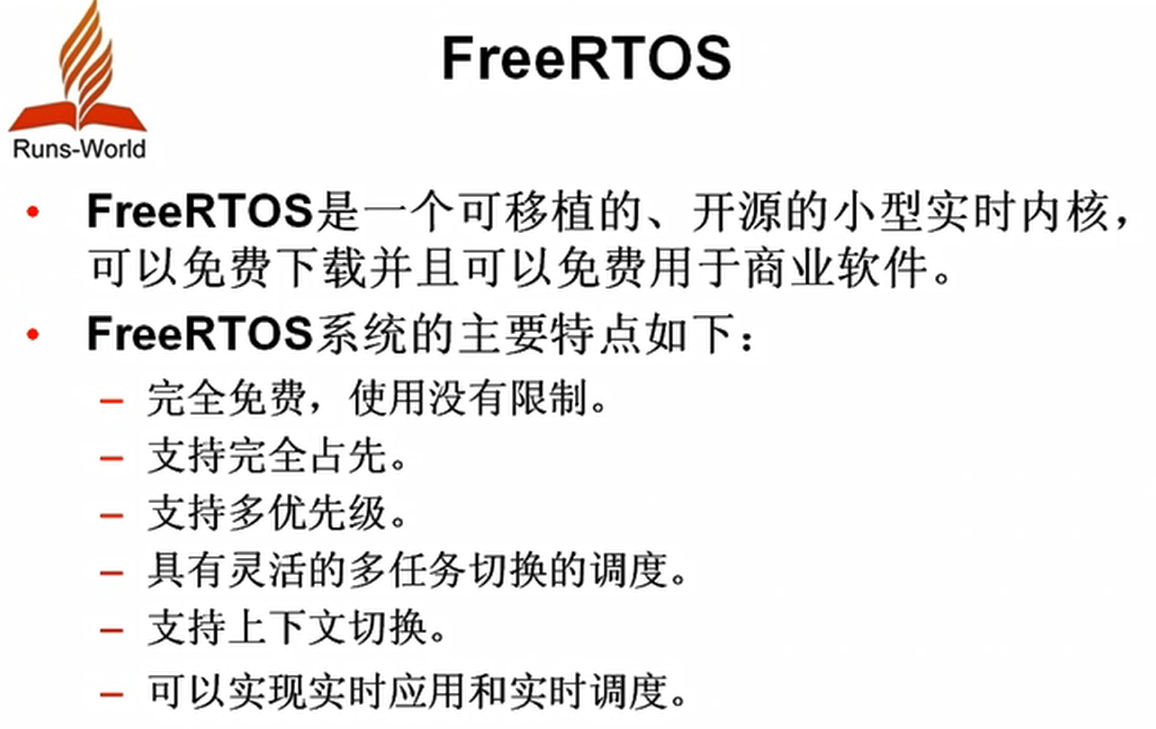 FreeRTOS
Runs-World
• FreeRTOS是一个可移植的、开源的小型实时内核，
可以免费下载并且可以免费用于商业软件。
• FreeRTOS系统的主要特点如下：
– 完全免费，使用没有限制。
– 支持完全占先。
– 支持多优先级。
– 具有灵活的多任务切换的调度。
– 支持上下文切换。
– 可以实现实时应用和实时调度。